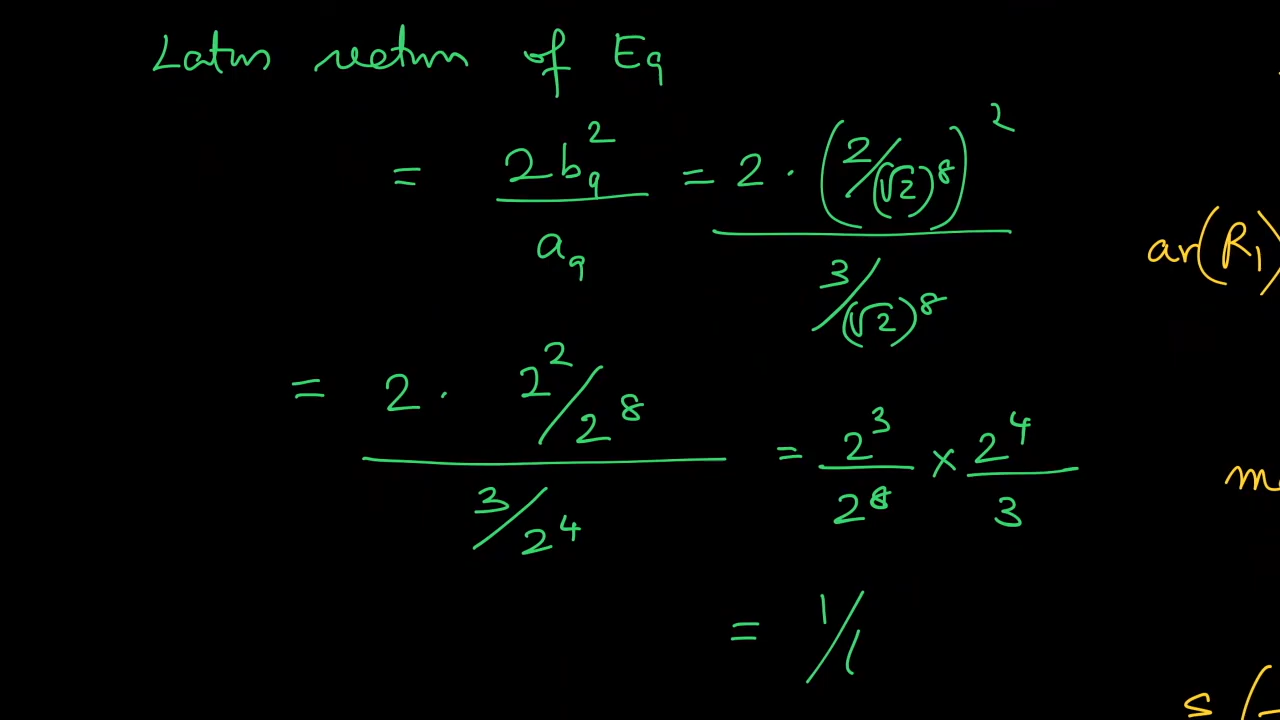 Latus rectum of E₉
= 2b₉² / a₉ = 2 · (2/(√2)⁸)² / (3/(√2)⁸)
ar(R₁)
= (2 · 2²/2⁸) / (3/2⁴) = 2³/2⁸ × 2⁴/3
= 1/